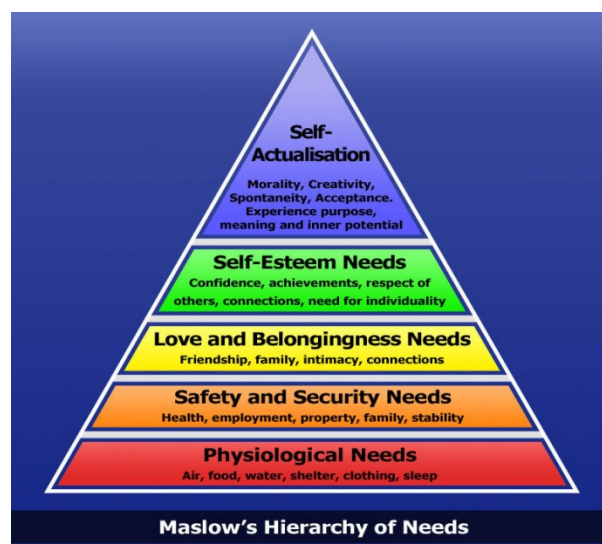 Self-
Actualisation
Morality, Creativity,
Spontaneity, Acceptance.
Experience purpose,
meaning and inner potential
Self-Esteem Needs
Confidence, achievements, respect of
others, connections, need for individuality
Love and Belongingness Needs
Friendship, family, intimacy, connections
Safety and Security Needs
Health, employment, property, family, stability
Physiological Needs
Air, food, water, shelter, clothing, sleep
Maslow's Hierarchy of Needs